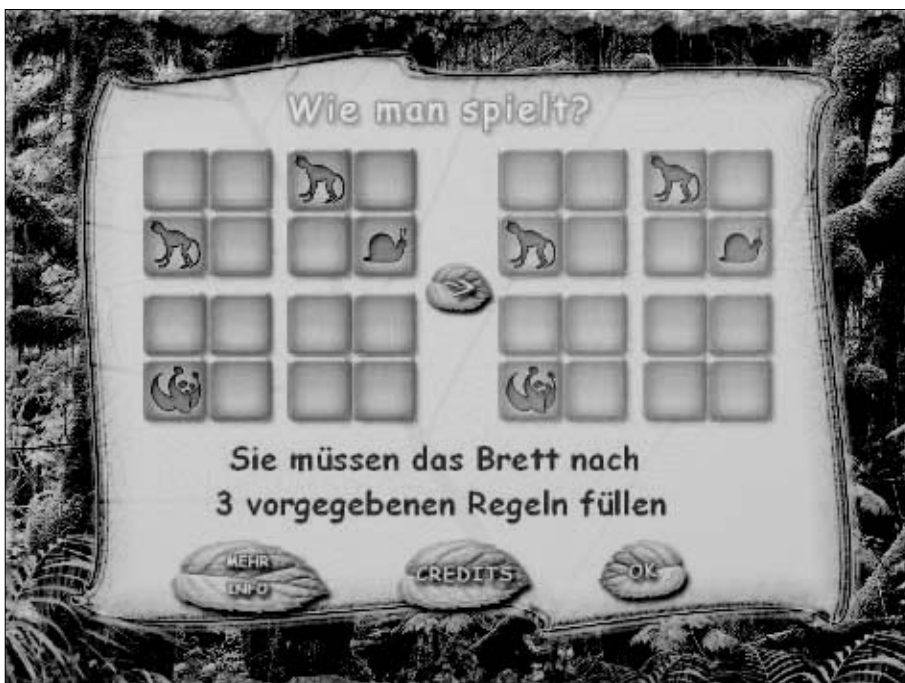 Wie man spielt?
Sie müssen das Brett nach
3 vorgegebenen Regeln füllen
MEHR
INFO
CREDITS
OK